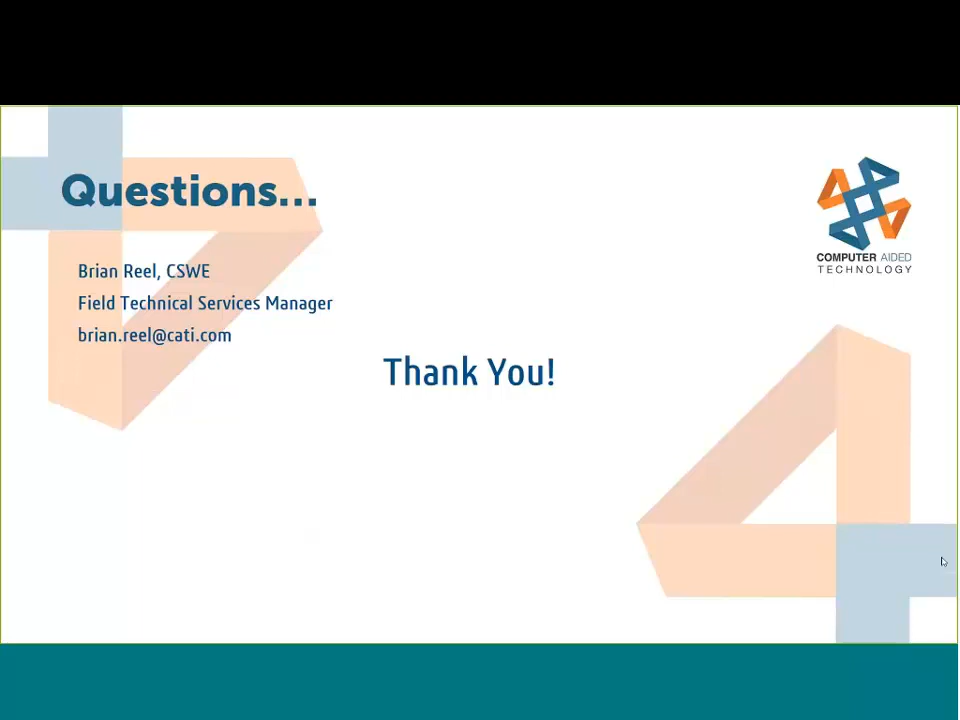 Questions...
Brian Reel, CSWE
Field Technical Services Manager
brian.reel@cati.com
Thank You!
COMPUTER AIDED
TECHNOLOGY